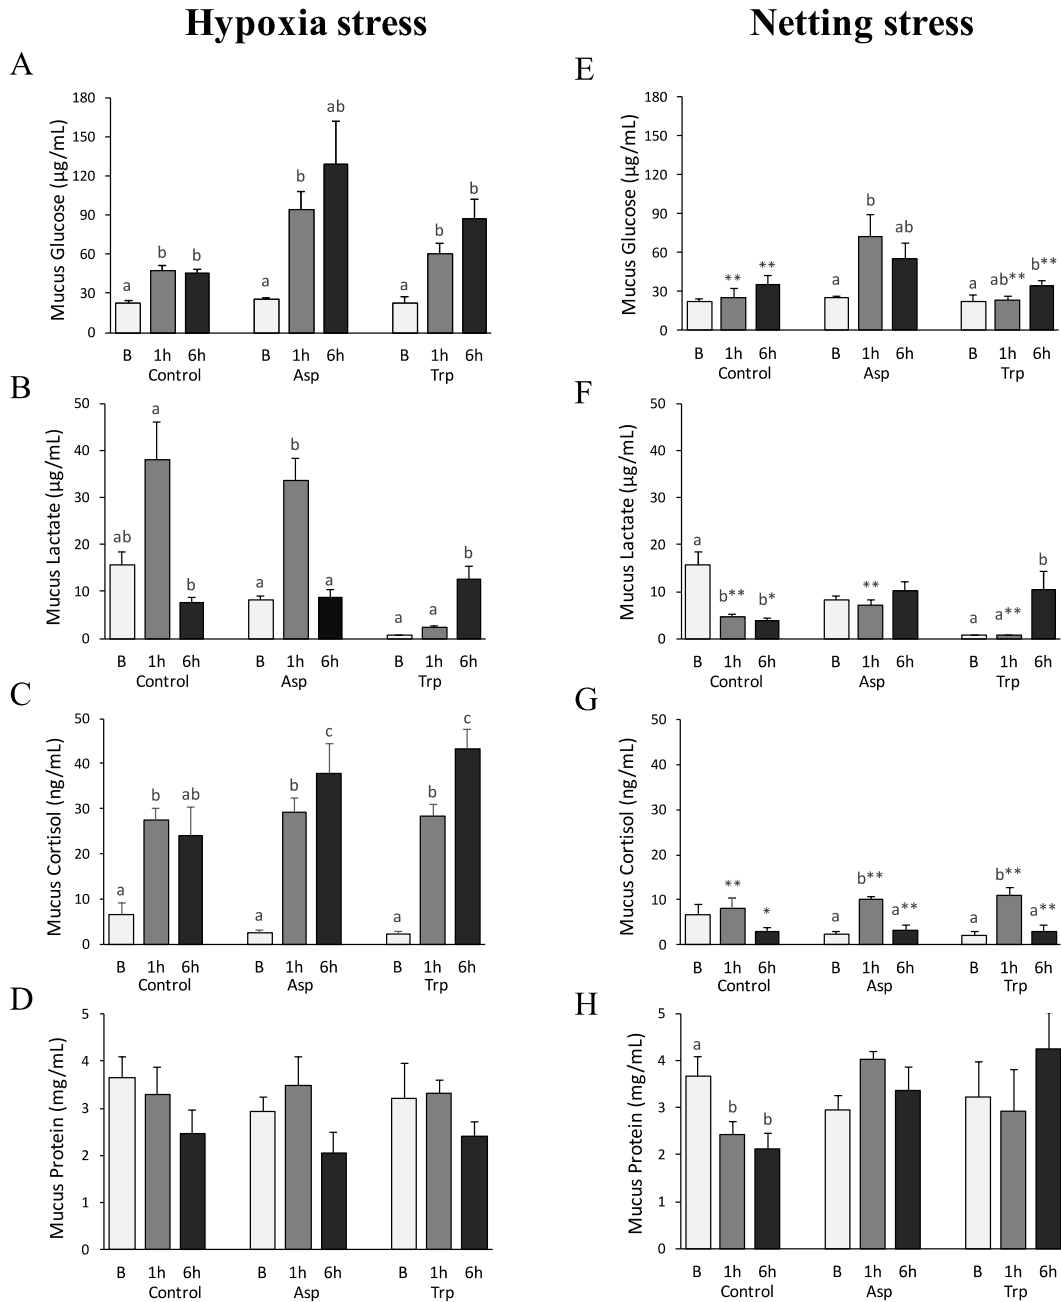 Hypoxia stress
Netting stress
A
Mucus Glucose (µg/mL)
180
150
120
90
60
30
0
a
b
b
a
b
ab
a
b
b
B 1h 6h B 1h 6h B 1h 6h
Control Asp Trp
E
Mucus Glucose (µg/mL)
180
150
120
90
60
30
0
**
**
a
b
ab
a
ab**
b**
B 1h 6h B 1h 6h B 1h 6h
Control Asp Trp
B
Mucus Lactate (µg/mL)
50
40
30
20
10
0
ab
a
b
a
b
a
a
a
b
B 1h 6h B 1h 6h B 1h 6h
Control Asp Trp
F
Mucus Lactate (µg/mL)
50
40
30
20
10
0
a
b**
b*
**
a
a**
b
B 1h 6h B 1h 6h B 1h 6h
Control Asp Trp
C
Mucus Cortisol (ng/mL)
50
40
30
20
10
0
a
b
ab
a
b
c
a
b
c
B 1h 6h B 1h 6h B 1h 6h
Control Asp Trp
G
Mucus Cortisol (ng/mL)
50
40
30
20
10
0
**
*
a
b**
a**
a
b**
a**
B 1h 6h B 1h 6h B 1h 6h
Control Asp Trp
D
Mucus Protein (mg/mL)
5
4
3
2
1
0
B 1h 6h B 1h 6h B 1h 6h
Control Asp Trp
H
Mucus Protein (mg/mL)
5
4
3
2
1
0
a
b
b
B 1h 6h B 1h 6h B 1h 6h
Control Asp Trp